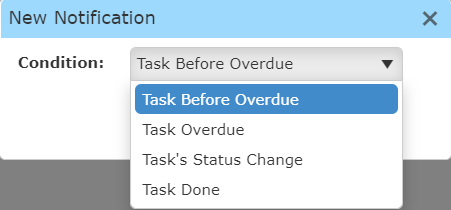 New Notification
Condition: Task Before Overdue
Task Before Overdue
Task Overdue
Task's Status Change
Task Done